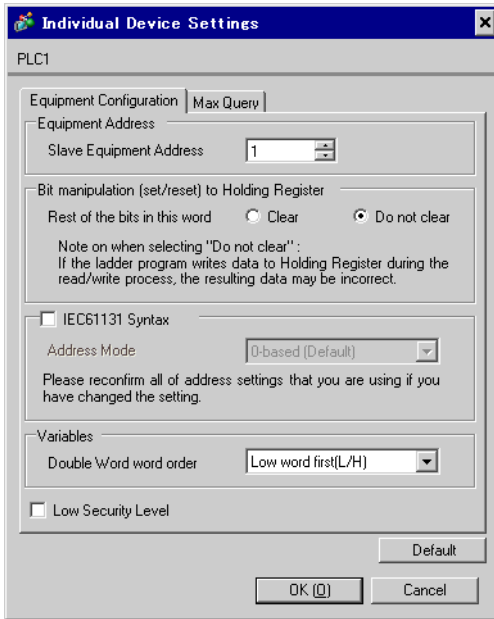 Individual Device Settings
PLC1
Equipment Configuration Max Query
Equipment Address
Slave Equipment Address 1
Bit manipulation (set/reset) to Holding Register
Rest of the bits in this word Clear Do not clear
Note on when selecting "Do not clear" :
If the ladder program writes data to Holding Register during the
read/write process, the resulting data may be incorrect.
IEC61131 Syntax
Address Mode 0-based (Default)
Please reconfirm all of address settings that you are using if you
have changed the setting.
Variables
Double Word word order Low word first(L/H)
Low Security Level
Default
OK (O) Cancel